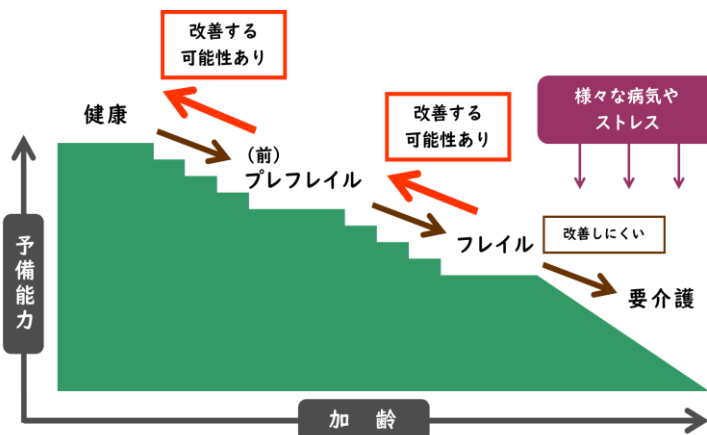 改善する
可能性あり
健康
改善する
可能性あり
様々な病気や
ストレス
(前)
プレフレイル
フレイル
改善しにくい
要介護
予備能力
加齢